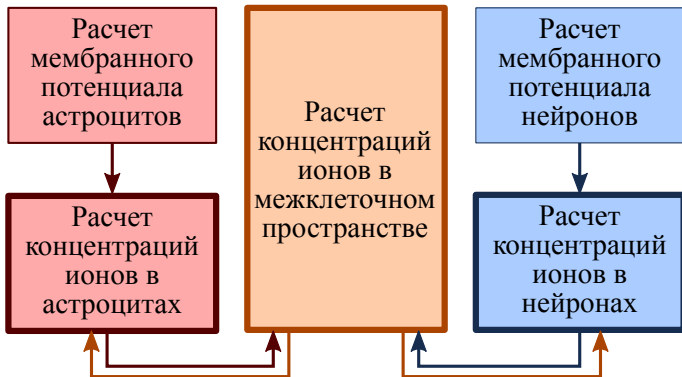 Расчет
мембранного
потенциала
астроцитов
Расчет
концентраций
ионов в
астроцитах
Расчет
концентраций
ионов в
межклеточном
пространстве
Расчет
мембранного
потенциала
нейронов
Расчет
концентраций
ионов в
нейронах